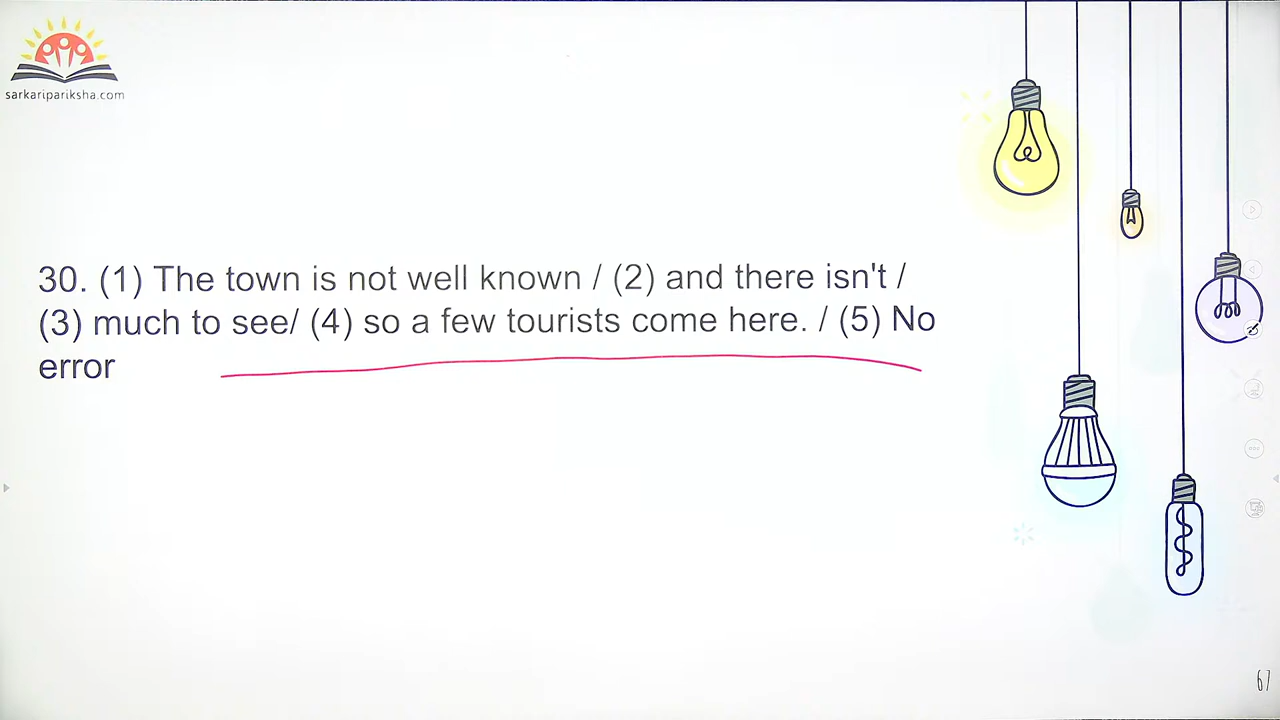 sarkaripariksha.com
30. (1) The town is not well known / (2) and there isn't /
(3) much to see/ (4) so a few tourists come here. / (5) No
error
67